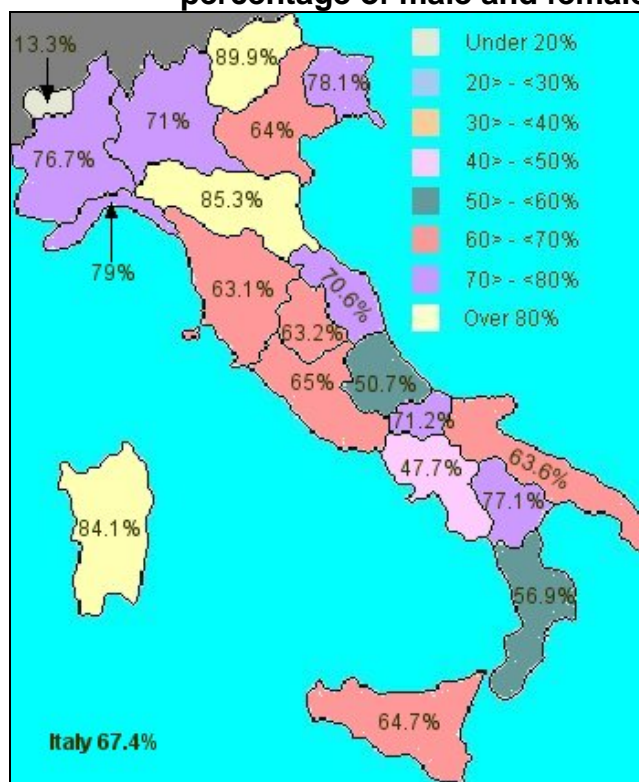 percentage of male and female
13.3%
89.9%
78.1%
71%
64%
76.7%
85.3%
79%
70.6%
63.1%
63.2%
65%
50.7%
71.2%
63.6%
47.7%
77.1%
84.1%
56.9%
64.7%
Italy 67.4%
Under 20%
20> - <30%
30> - <40%
40> - <50%
50> - <60%
60> - <70%
70> - <80%
Over 80%